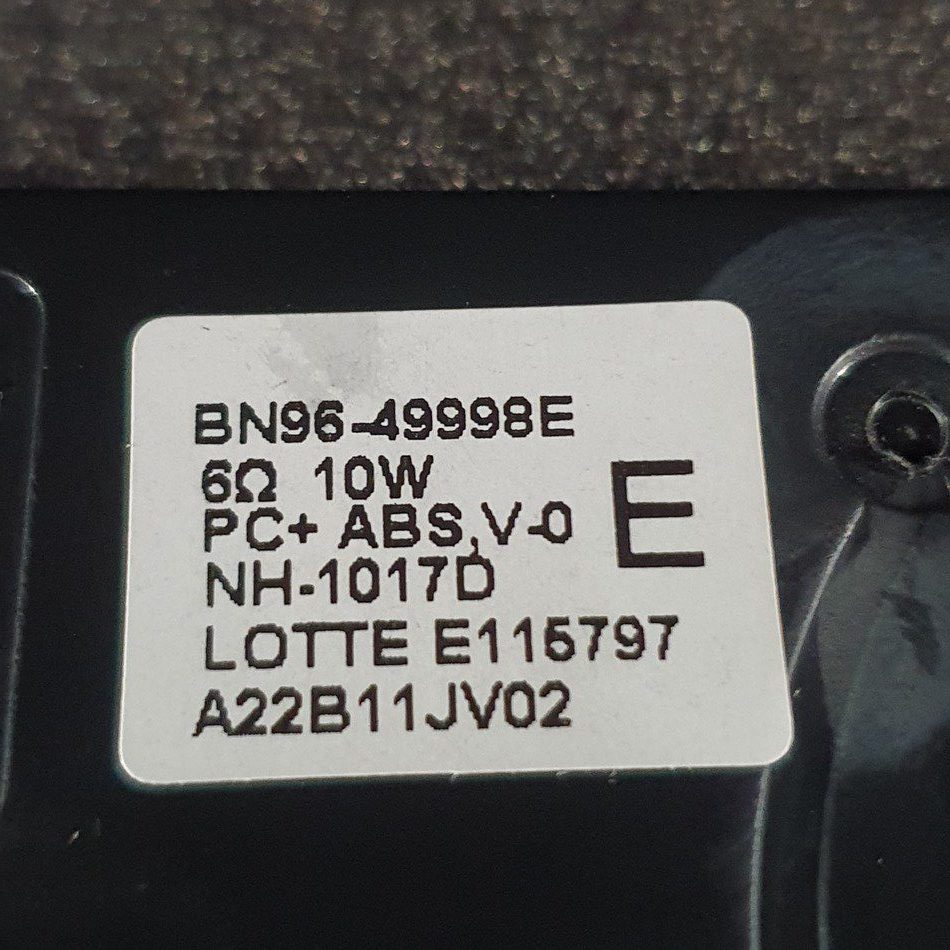 BN96-49998E
6Ω 10W
PC+ ABS,V-0
E
NH-1017D
LOTTE E115797
A22B11JV02